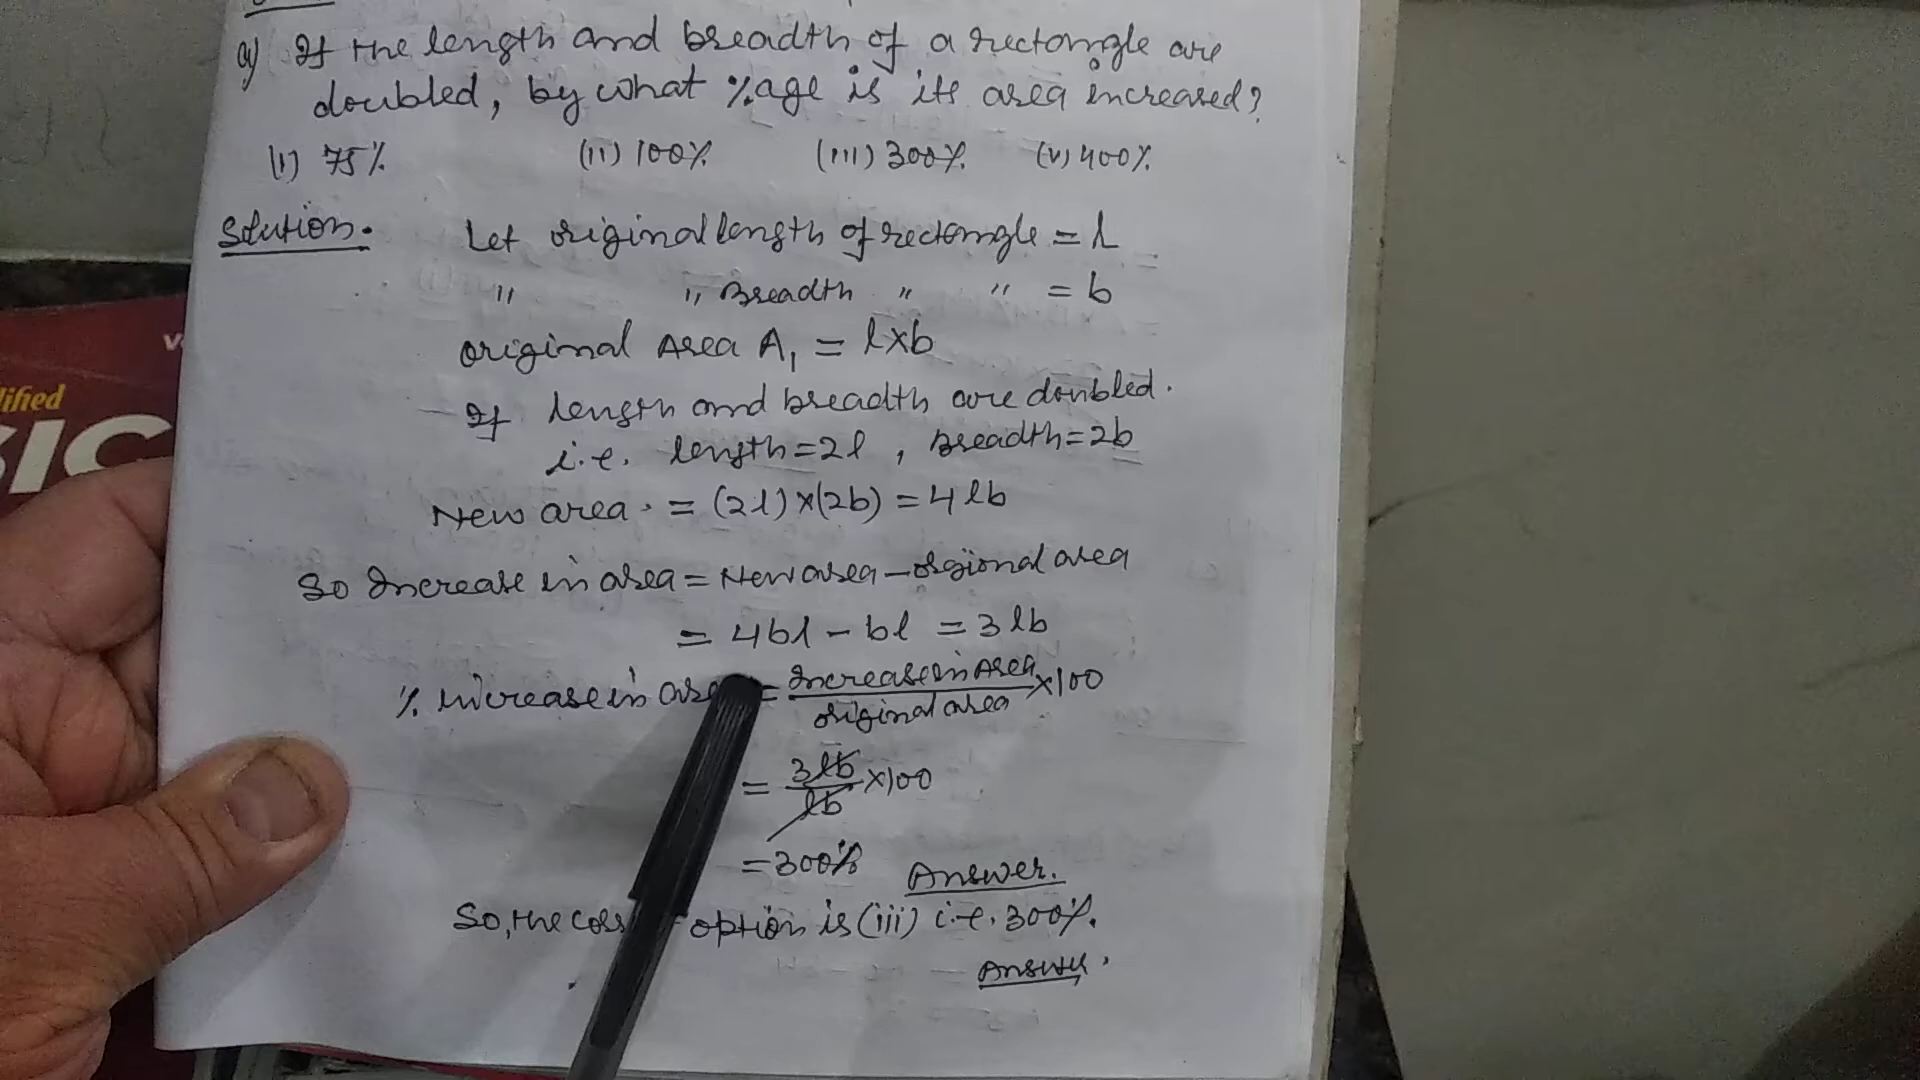 Q) If the length and breadth of a rectangle are
doubled, by what %age is its area increased?
(i) 75% (ii) 100% (iii) 300% (v) 400%
Solution. Let original length of rectangle = l
" " Breadth " " = b
original Area A₁ = l×b
If length and breadth are doubled.
i.e. length=2l , Breadth=2b
New area. = (2l)×(2b) = 4lb
So Increase in area = New area – original area
= 4bl – bl = 3lb
% increase in = Increase in Area / original area ×100
= 3lb / lb ×100
=300% Answer.
So, the option is (iii) i.e. 300%.
Answer.
lified
SIC